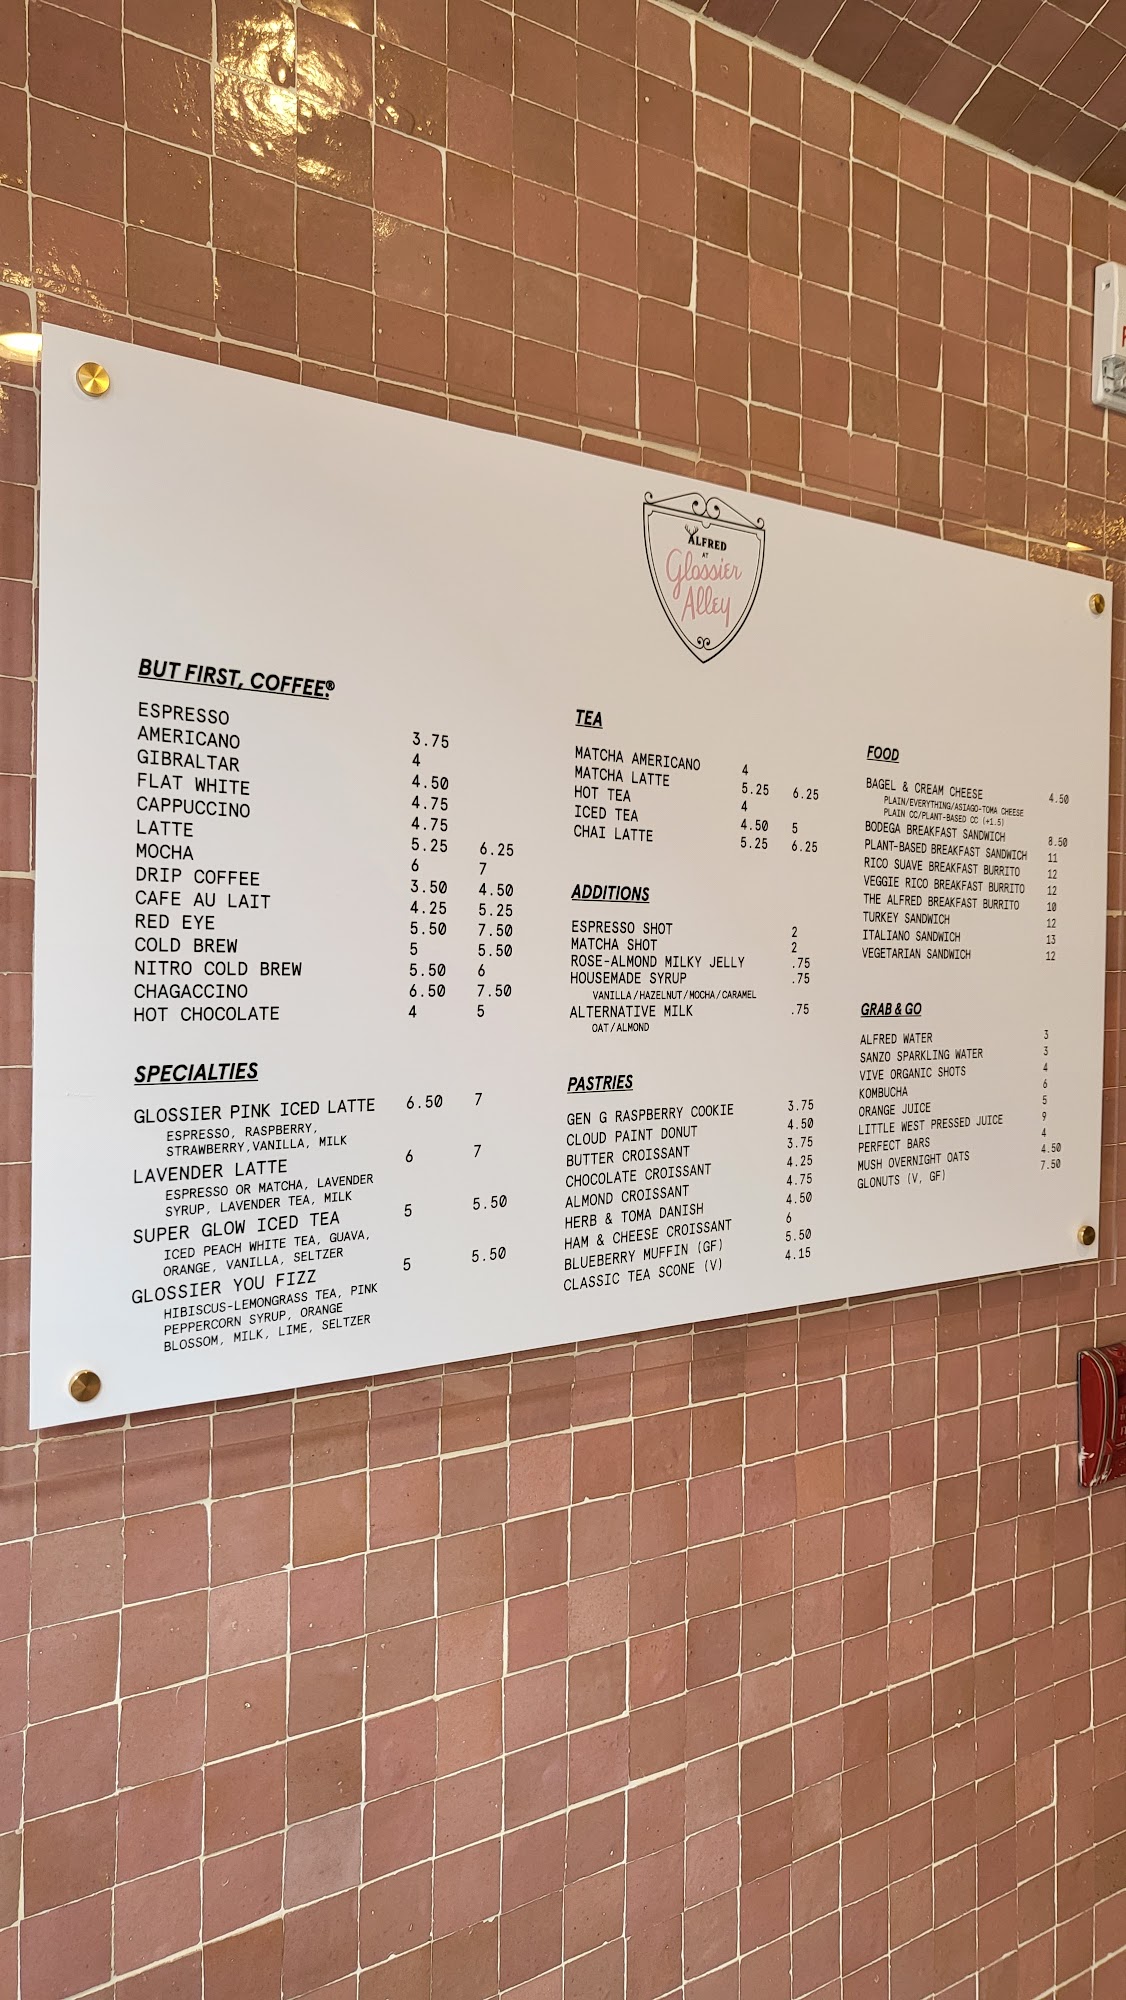 ALFRED
AT
Glossier
Alley
BUT FIRST, COFFEE.®
ESPRESSO 3.75
AMERICANO 4
GIBRALTAR 4.50
FLAT WHITE 4.75
CAPPUCCINO 4.75
LATTE 5.25 6.25
MOCHA 6 7
DRIP COFFEE 3.50 4.50
CAFE AU LAIT 4.25 5.25
RED EYE 5.50 7.50
COLD BREW 5 5.50
NITRO COLD BREW 5.50 6
CHAGACCINO 6.50 7.50
HOT CHOCOLATE 4 5
SPECIALTIES
GLOSSIER PINK ICED LATTE 6.50 7
ESPRESSO, RASPBERRY,
STRAWBERRY, VANILLA, MILK
LAVENDER LATTE 6 7
ESPRESSO OR MATCHA, LAVENDER
SYRUP, LAVENDER TEA, MILK
SUPER GLOW ICED TEA 5 5.50
ICED PEACH WHITE TEA, GUAVA,
ORANGE, VANILLA, SELTZER
GLOSSIER YOU FIZZ 5 5.50
HIBISCUS-LEMONGRASS TEA, PINK
PEPPERCORN SYRUP, ORANGE
BLOSSOM, MILK, LIME, SELTZER
TEA
MATCHA AMERICANO 4
MATCHA LATTE 5.25 6.25
HOT TEA 4
ICED TEA 4.50 5
CHAI LATTE 5.25 6.25
ADDITIONS
ESPRESSO SHOT 2
MATCHA SHOT 2
ROSE-ALMOND MILKY JELLY .75
HOUSEMADE SYRUP .75
VANILLA/HAZELNUT/MOCHA/CARAMEL
ALTERNATIVE MILK .75
OAT/ALMOND
PASTRIES
GEN G RASPBERRY COOKIE 3.75
CLOUD PAINT DONUT 4.50
BUTTER CROISSANT 3.75
CHOCOLATE CROISSANT 4.25
ALMOND CROISSANT 4.75
HERB & TOMA DANISH 4.50
HAM & CHEESE CROISSANT 6
BLUEBERRY MUFFIN (GF) 5.50
CLASSIC TEA SCONE (V) 4.15
FOOD
BAGEL & CREAM CHEESE 4.50
PLAIN/EVERYTHING/ASIAGO-TOMA CHEESE
PLAIN CC/PLANT-BASED CC (+1.5)
BODEGA BREAKFAST SANDWICH 8.50
PLANT-BASED BREAKFAST SANDWICH 11
RICO SUAVE BREAKFAST BURRITO 12
VEGGIE RICO BREAKFAST BURRITO 12
THE ALFRED BREAKFAST BURRITO 10
TURKEY SANDWICH 12
ITALIANO SANDWICH 13
VEGETARIAN SANDWICH 12
GRAB & GO
ALFRED WATER 3
SANZO SPARKLING WATER 3
VIVE ORGANIC SHOTS 4
KOMBUCHA 6
ORANGE JUICE 5
LITTLE WEST PRESSED JUICE 9
PERFECT BARS 4
MUSH OVERNIGHT OATS 4.50
GLONUTS (V, GF) 7.50